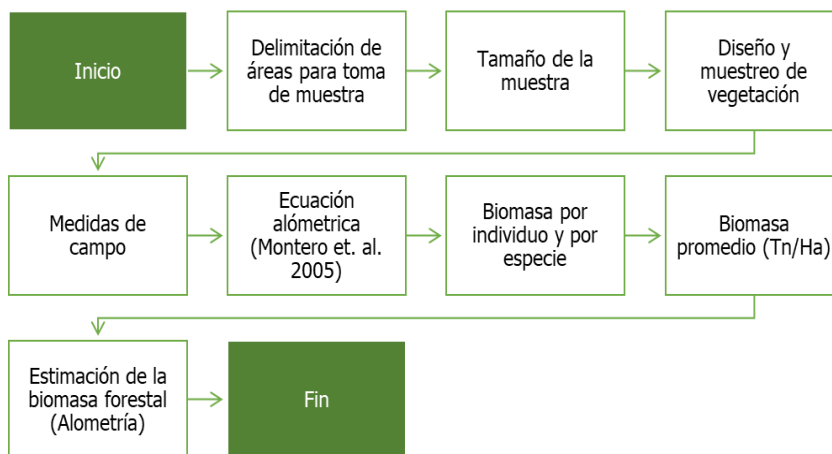 Inicio
Delimitación de
áreas para toma
de muestra
Tamaño de la
muestra
Diseño y
muestreo de
vegetación
Medidas de
campo
Ecuación
alómetrica
(Montero et. al.
2005)
Biomasa por
individuo y por
especie
Biomasa
promedio (Tn/Ha)
Estimación de la
biomasa forestal
(Alometría)
Fin